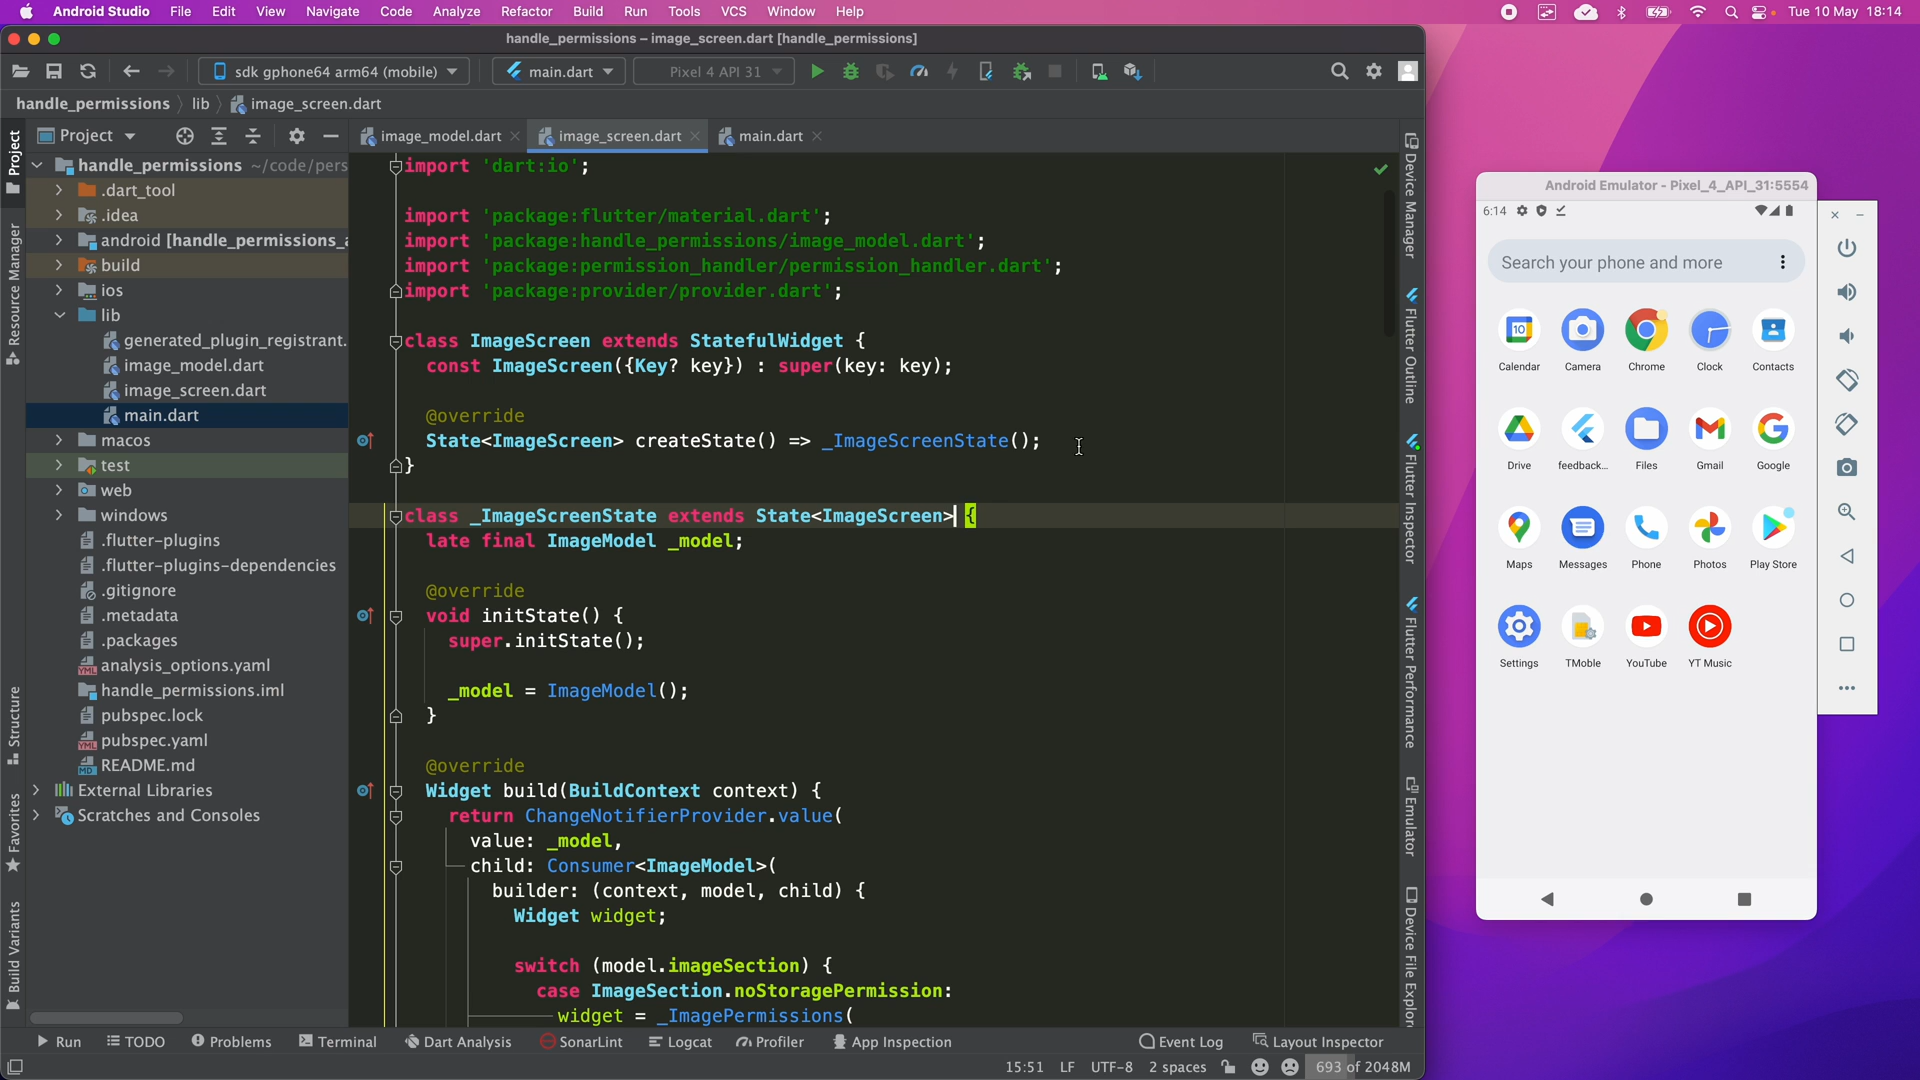 Android Studio File Edit View Navigate Code Analyze Refactor Build Run Tools VCS Window Help Tue 10 May 18:14
handle_permissions – image_screen.dart [handle_permissions]
sdk gphone64 arm64 (mobile) main.dart Pixel 4 API 31
handle_permissions lib image_screen.dart
Project
image_model.dart image_screen.dart main.dart
Project
Resource Manager
Structure
Favorites
Build Variants
handle_permissions ~/code/pers
.dart_tool
.idea
android [handle_permissions_a
build
ios
lib
generated_plugin_registrant.
image_model.dart
image_screen.dart
main.dart
macos
test
web
windows
.flutter-plugins
.flutter-plugins-dependencies
.gitignore
.metadata
.packages
analysis_options.yaml
handle_permissions.iml
pubspec.lock
pubspec.yaml
README.md
External Libraries
Scratches and Consoles
import 'dart:io';
import 'package:flutter/material.dart';
import 'package:handle_permissions/image_model.dart';
import 'package:permission_handler/permission_handler.dart';
import 'package:provider/provider.dart';
class ImageScreen extends StatefulWidget {
const ImageScreen({Key? key}) : super(key: key);
@override
State<ImageScreen> createState() => _ImageScreenState();
}
class _ImageScreenState extends State<ImageScreen> {
late final ImageModel _model;
@override
void initState() {
super.initState();
_model = ImageModel();
}
@override
Widget build(BuildContext context) {
return ChangeNotifierProvider.value(
value: _model,
child: Consumer<ImageModel>(
builder: (context, model, child) {
Widget widget;
switch (model.imageSection) {
case ImageSection.noStoragePermission:
widget = _ImagePermissions(
Device Manager
Flutter Outline
Flutter Inspector
Flutter Performance
Emulator
Device File Explor
Run TODO Problems Terminal Dart Analysis SonarLint Logcat Profiler App Inspection Event Log Layout Inspector
15:51 LF UTF-8 2 spaces 693 of 2048M
Android Emulator - Pixel_4_API_31:5554
6:14
Search your phone and more
10
Calendar Camera Chrome Clock Contacts
Drive feedback... Files Gmail Google
Maps Messages Phone Photos Play Store
Settings TMoble YouTube YT Music